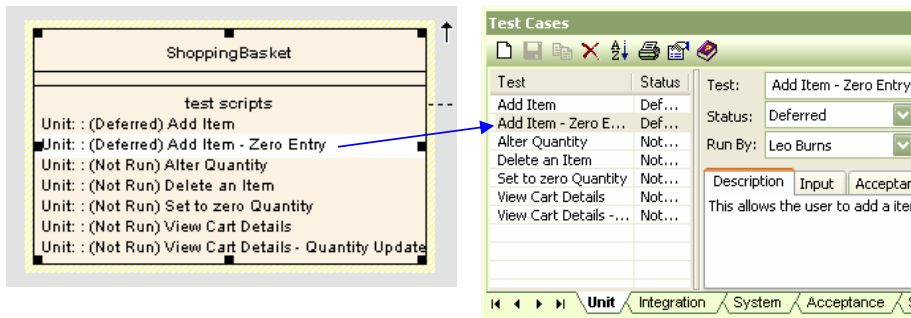 ShoppingBasket
test scripts
Unit: : (Deferred) Add Item
Unit: : (Deferred) Add Item - Zero Entry
Unit: : (Not Run) Alter Quantity
Unit: : (Not Run) Delete an Item
Unit: : (Not Run) Set to zero Quantity
Unit: : (Not Run) View Cart Details
Unit: : (Not Run) View Cart Details - Quantity Update
Test Cases
Test Status
Add Item Def...
Add Item - Zero E... Def...
Alter Quantity Not...
Delete an Item Not...
Set to zero Quantity Not...
View Cart Details Not...
View Cart Details -... Not...
Test: Add Item - Zero Entry
Status: Deferred
Run By: Leo Burns
Description Input Acceptan
This allows the user to add a iter
Unit Integration System Acceptance